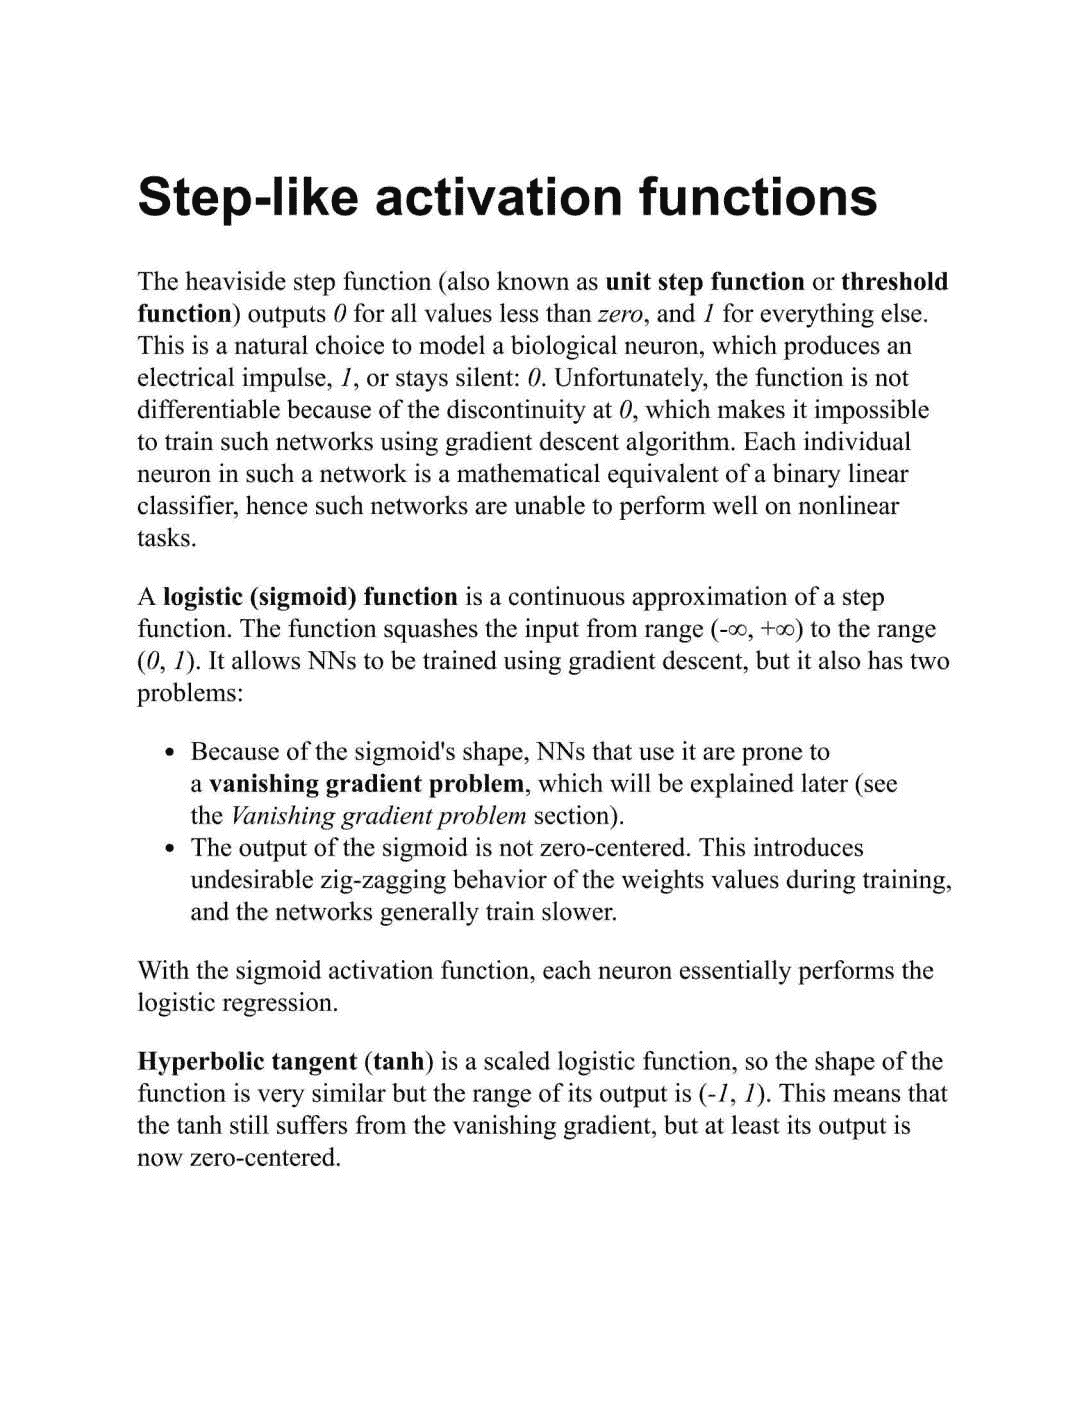 Step-like activation functions
The heaviside step function (also known as unit step function or threshold
function) outputs 0 for all values less than zero, and 1 for everything else.
This is a natural choice to model a biological neuron, which produces an
electrical impulse, 1, or stays silent: 0. Unfortunately, the function is not
differentiable because of the discontinuity at 0, which makes it impossible
to train such networks using gradient descent algorithm. Each individual
neuron in such a network is a mathematical equivalent of a binary linear
classifier, hence such networks are unable to perform well on nonlinear
tasks.
A logistic (sigmoid) function is a continuous approximation of a step
function. The function squashes the input from range (-∞, +∞) to the range
(0, 1). It allows NNs to be trained using gradient descent, but it also has two
problems:
• Because of the sigmoid's shape, NNs that use it are prone to
a vanishing gradient problem, which will be explained later (see
the Vanishing gradient problem section).
• The output of the sigmoid is not zero-centered. This introduces
undesirable zig-zagging behavior of the weights values during training,
and the networks generally train slower.
With the sigmoid activation function, each neuron essentially performs the
logistic regression.
Hyperbolic tangent (tanh) is a scaled logistic function, so the shape of the
function is very similar but the range of its output is (-1, 1). This means that
the tanh still suffers from the vanishing gradient, but at least its output is
now zero-centered.